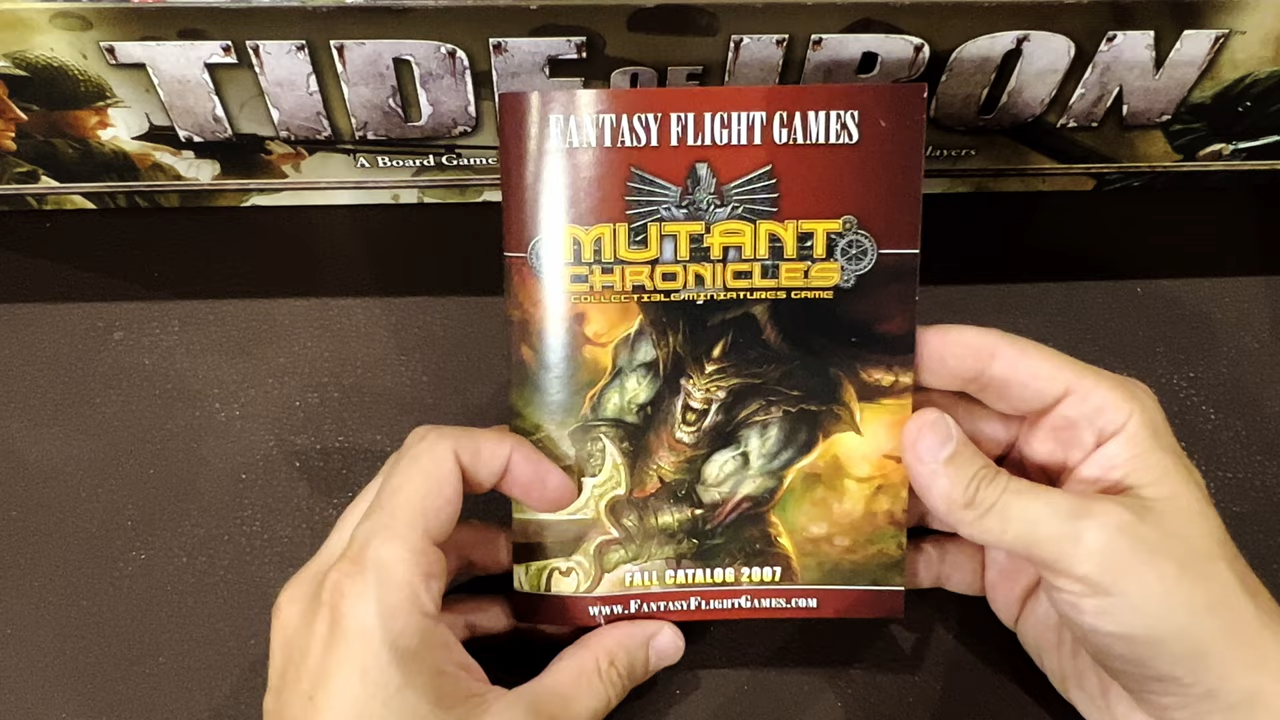 TIDE OF IRON
A Board Game
layers
FANTASY FLIGHT GAMES
MUTANT
CHRONICLES
COLLECTIBLE MINIATURES GAME
FALL CATALOG 2007
WWW.FANTASYFLIGHTGAMES.COM